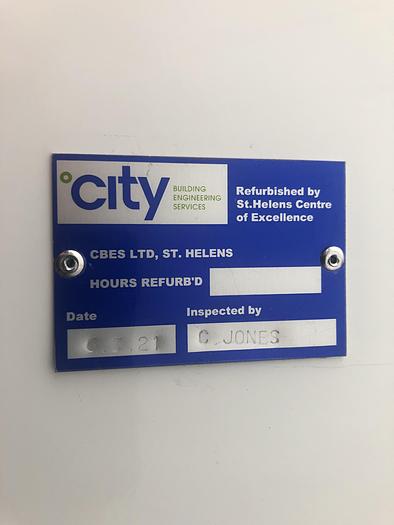 °city
BUILDING
ENGINEERING
SERVICES
Refurbished by
St.Helens Centre
of Excellence
CBES LTD, ST. HELENS
HOURS REFURB'D
Date
Inspected by
C JONES